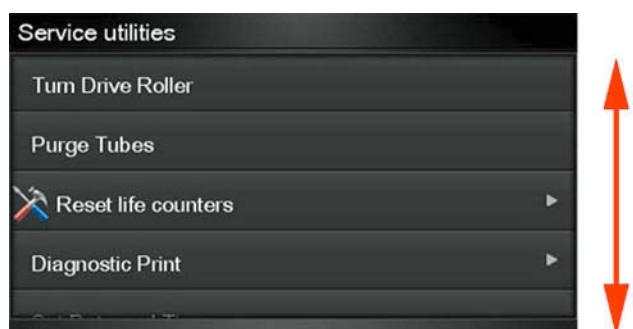 Service utilities
Turn Drive Roller
Purge Tubes
Reset life counters
Diagnostic Print